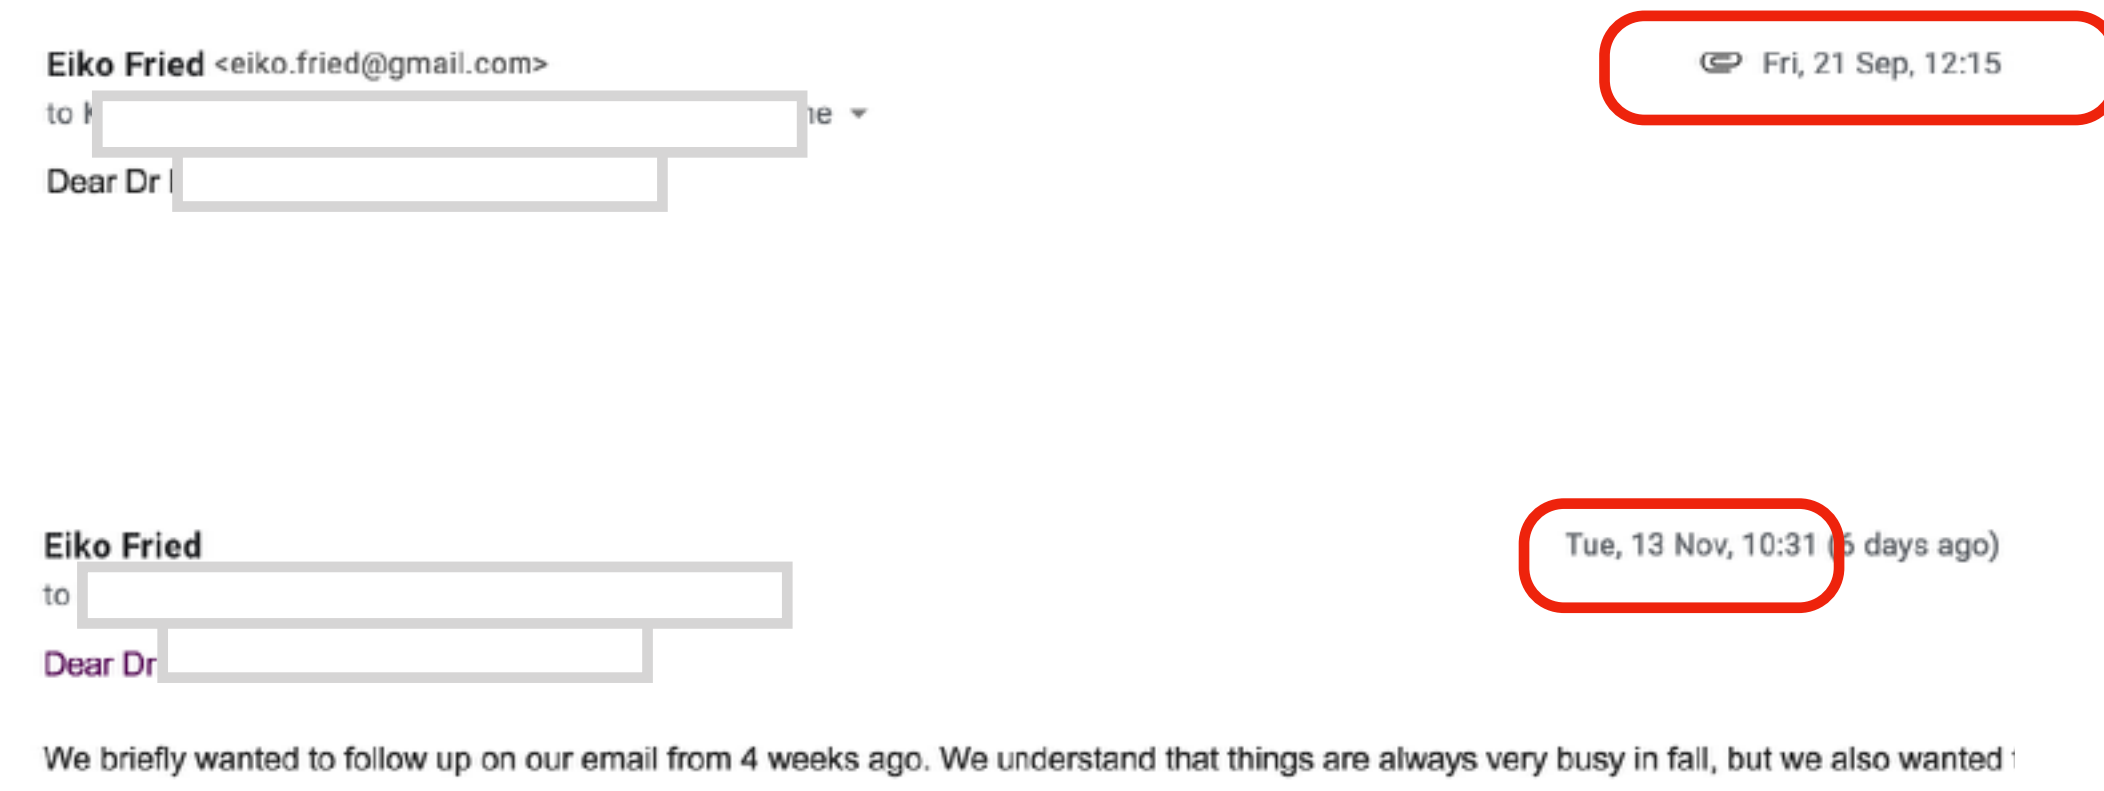 Eiko Fried <eiko.fried@gmail.com> Fri, 21 Sep, 12:15
to
Dear Dr
Eiko Fried Tue, 13 Nov, 10:31 (6 days ago)
to
Dear Dr
We briefly wanted to follow up on our email from 4 weeks ago. We understand that things are always very busy in fall, but we also wanted